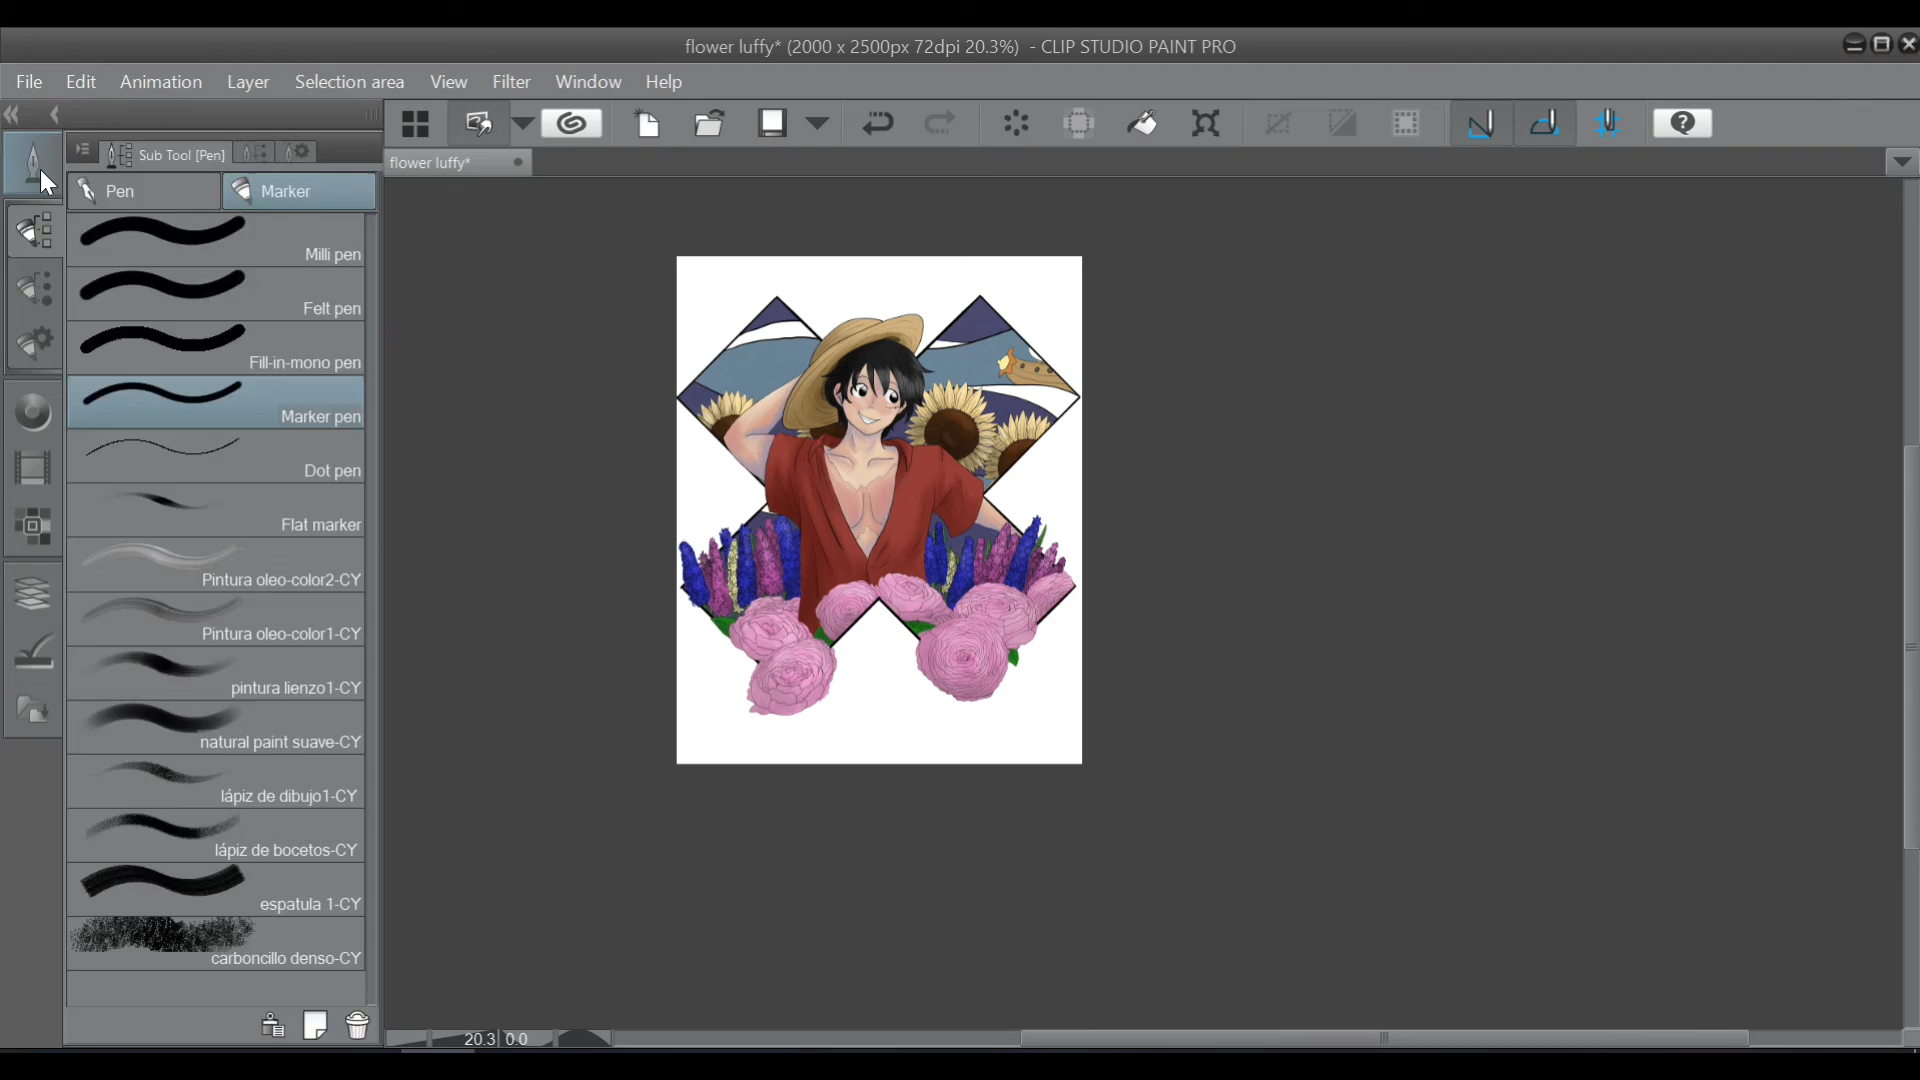 flower luffy* (2000 x 2500px 72dpi 20.3%) - CLIP STUDIO PAINT PRO
File Edit Animation Layer Selection area View Filter Window Help
Sub Tool [Pen]
flower luffy*
Pen Marker
Milli pen
Felt pen
Fill-in-mono pen
Marker pen
Dot pen
Flat marker
Pintura oleo-color2-CY
Pintura oleo-color1-CY
pintura lienzo1-CY
natural paint suave-CY
lápiz de dibujo1-CY
lápiz de bocetos-CY
espatula 1-CY
carboncillo denso-CY
20.3 0.0